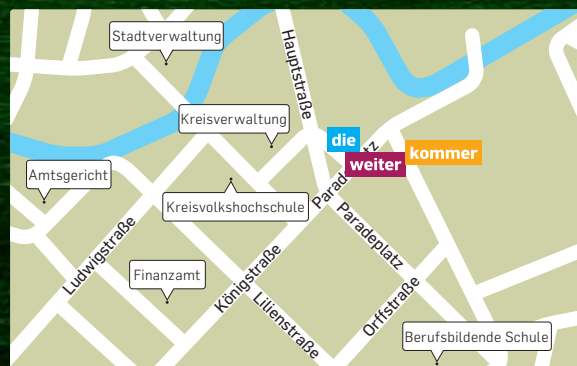 Stadtverwaltung
Hauptstraße
Kreisverwaltung
die
weiter
kommer
Paradeplatz
Amtsgericht
Kreisvolkshochschule
Paradeplatz
Ludwigstraße
Finanzamt
Königstraße
Lilienstraße
Orffstraße
Berufsbildende Schule